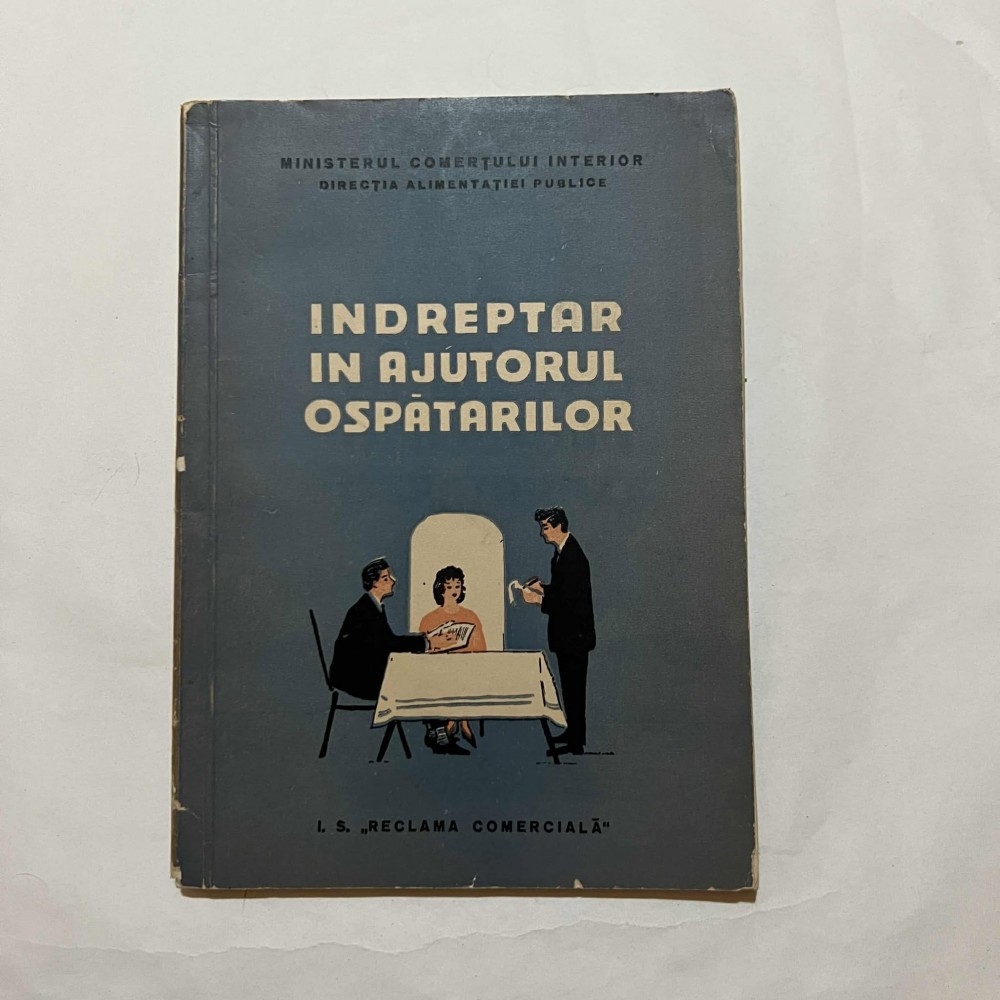 MINISTERUL COMERȚULUI INTERIOR
DIRECȚIA ALIMENTAȚIEI PUBLICE
INDREPTAR
IN AJUTORUL
OSPĂTARILOR
I. S. „RECLAMA COMERCIALĂ"